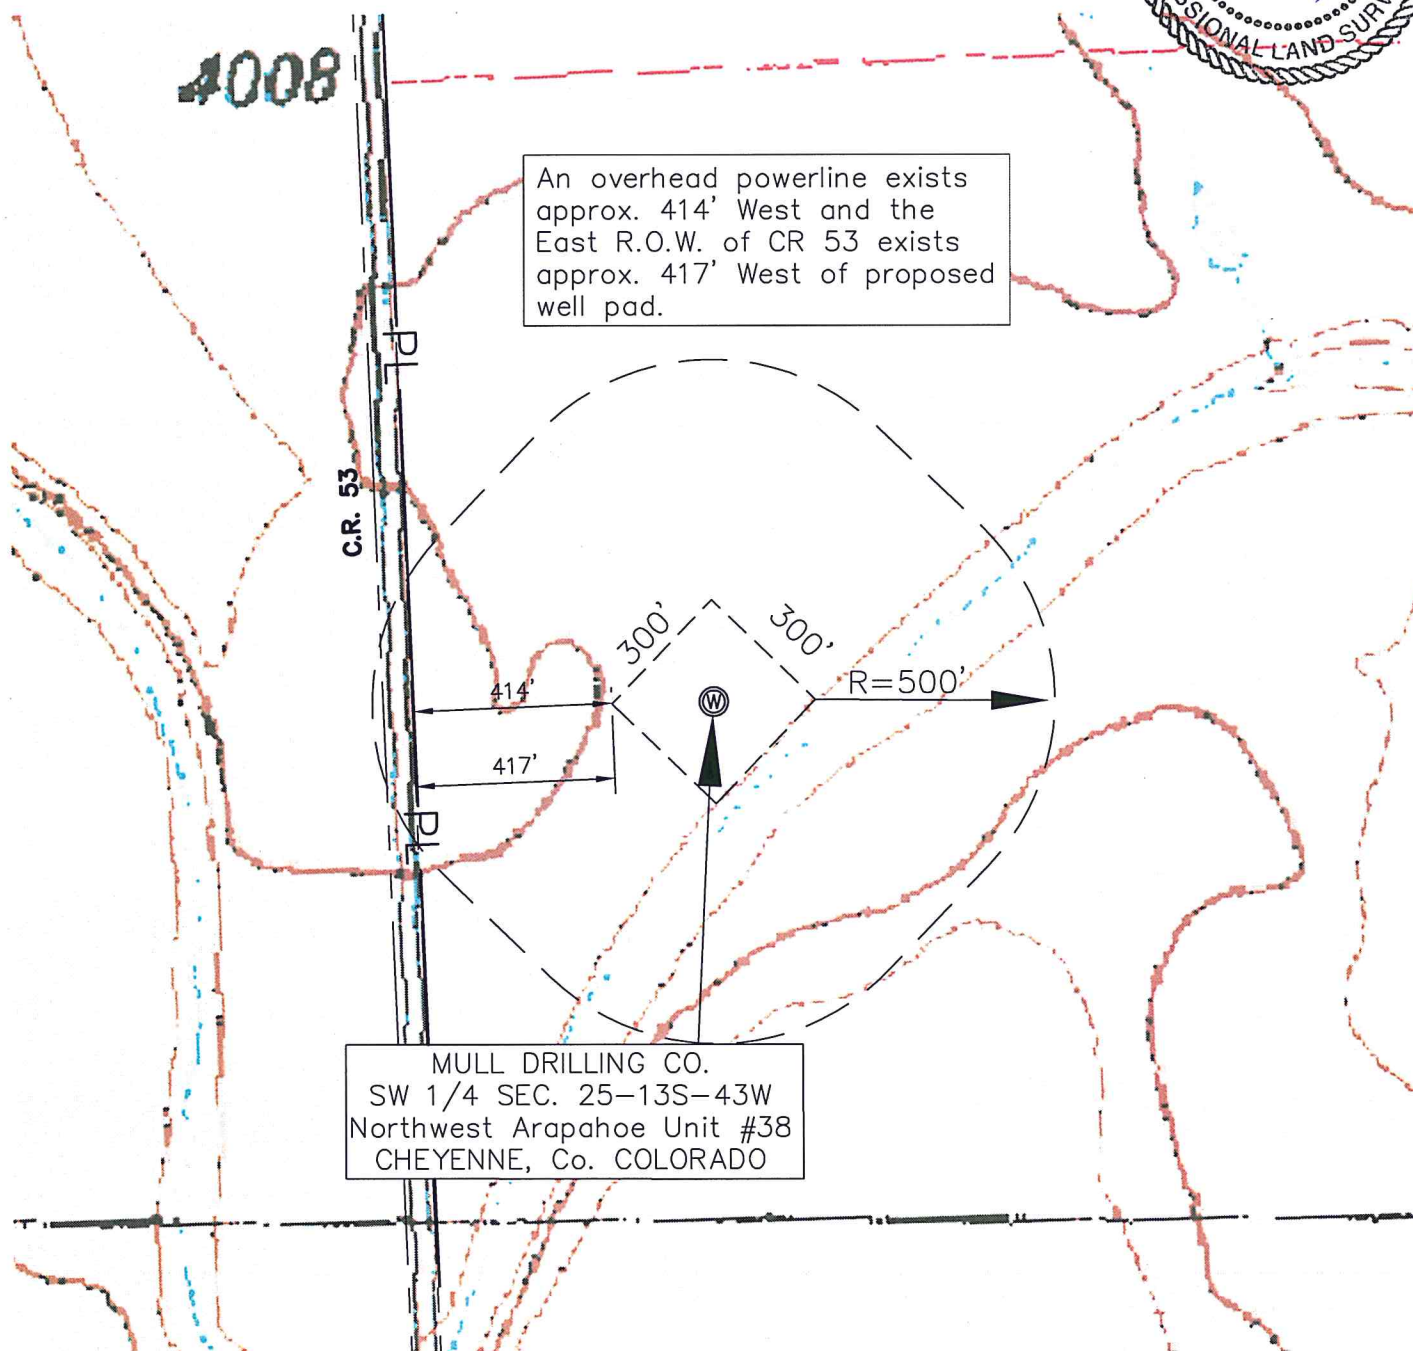 SSIONAL LAND SURV
4008
An overhead powerline exists
approx. 414' West and the
East R.O.W. of CR 53 exists
approx. 417' West of proposed
well pad.
PL
C.R. 53
300'
300'
R=500'
414'
W
417'
PL
MULL DRILLING CO.
SW 1/4 SEC. 25-13S-43W
Northwest Arapahoe Unit #38
CHEYENNE, Co. COLORADO